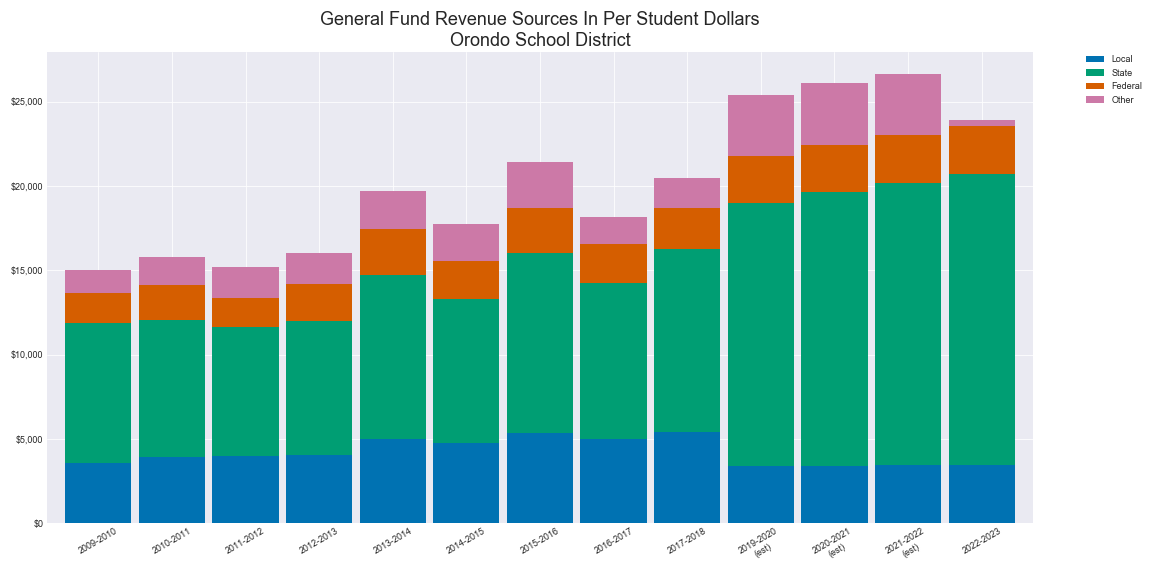 General Fund Revenue Sources In Per Student Dollars
Orondo School District
Local
State
Federal
Other
$25,000
$20,000
$15,000
$10,000
$5,000
$0
2009-2010
2010-2011
2011-2012
2012-2013
2013-2014
2014-2015
2015-2016
2016-2017
2017-2018
2019-2020
(est)
2020-2021
(est)
2021-2022
(est)
2022-2023